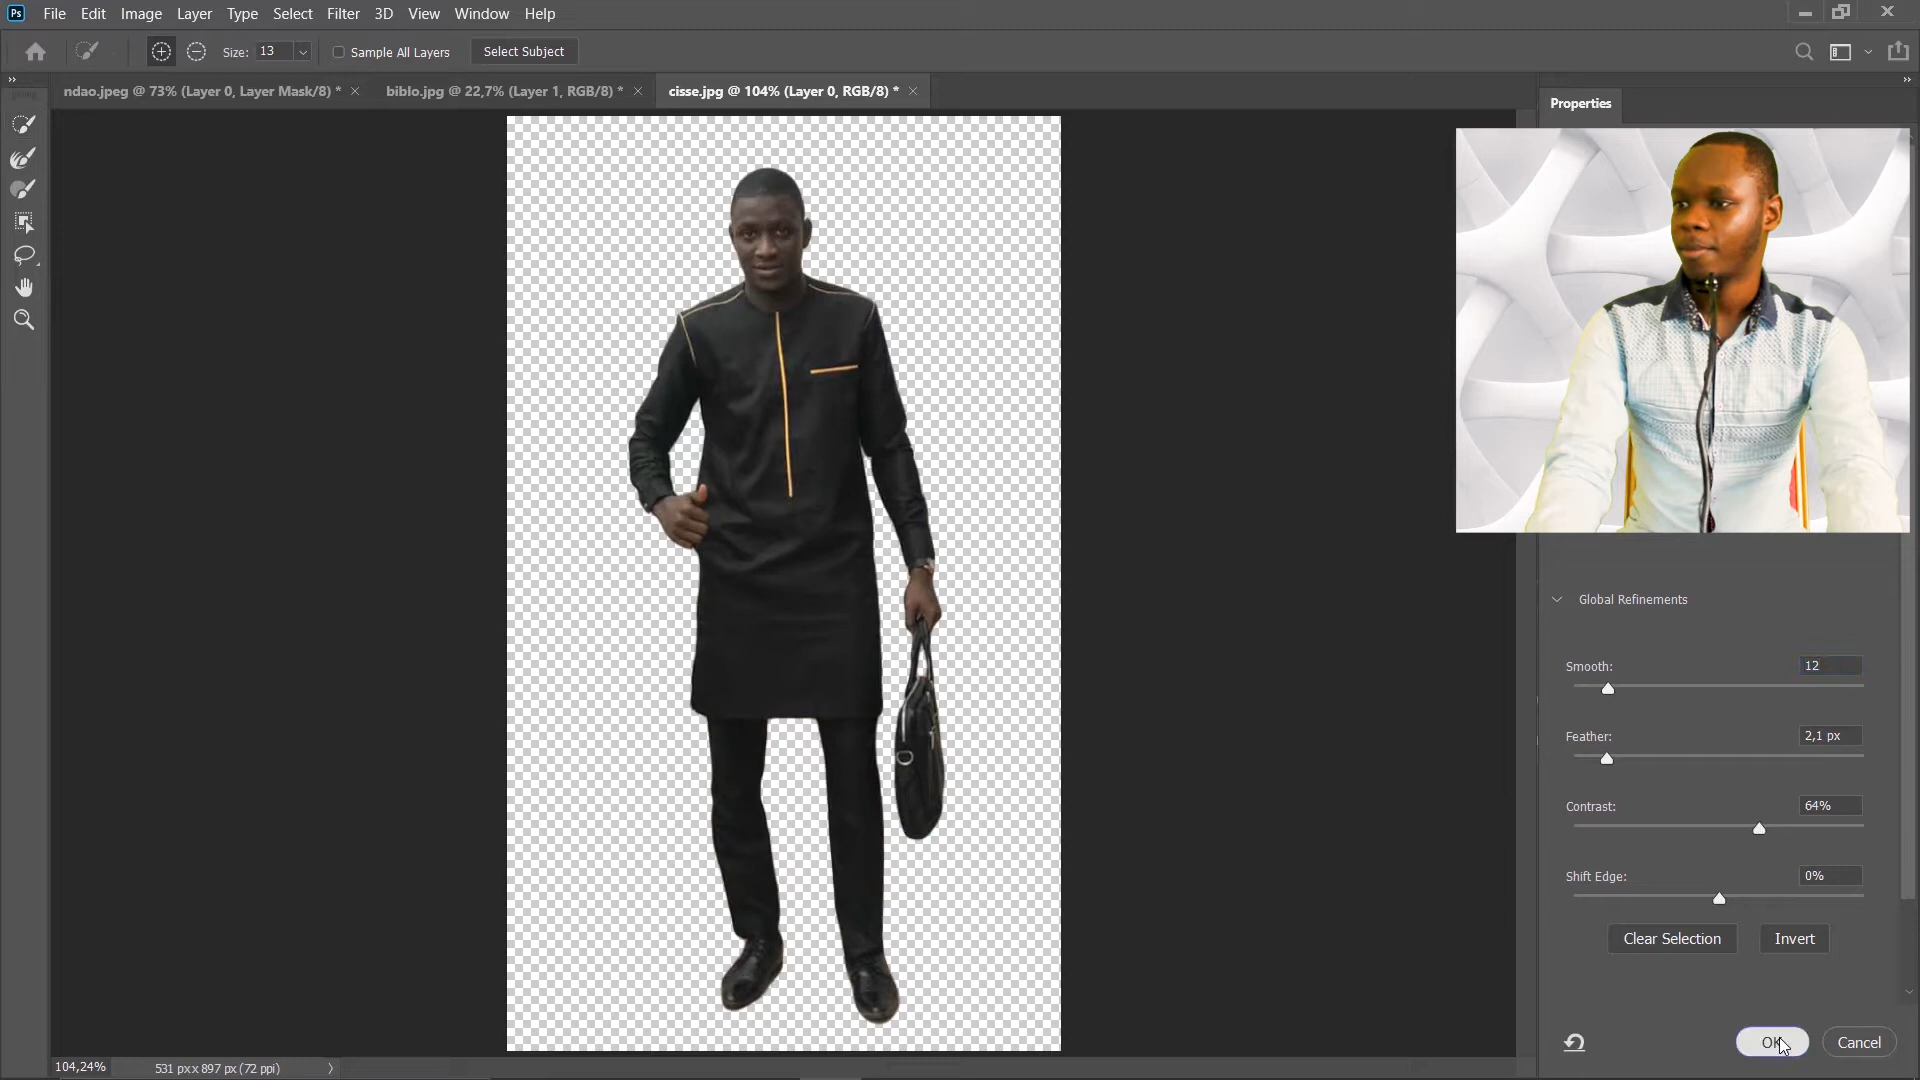 Ps File Edit Image Layer Type Select Filter 3D View Window Help
Size: 13 Sample All Layers Select Subject
ndao.jpeg @ 73% (Layer 0, Layer Mask/8) * biblo.jpg @ 22,7% (Layer 1, RGB/8) * cisse.jpg @ 104% (Layer 0, RGB/8) *
Properties
Global Refinements
Smooth: 12
Feather: 2,1 px
Contrast: 64%
Shift Edge: 0%
Clear Selection Invert
OK Cancel
104,24% 531 px x 897 px (72 ppi)